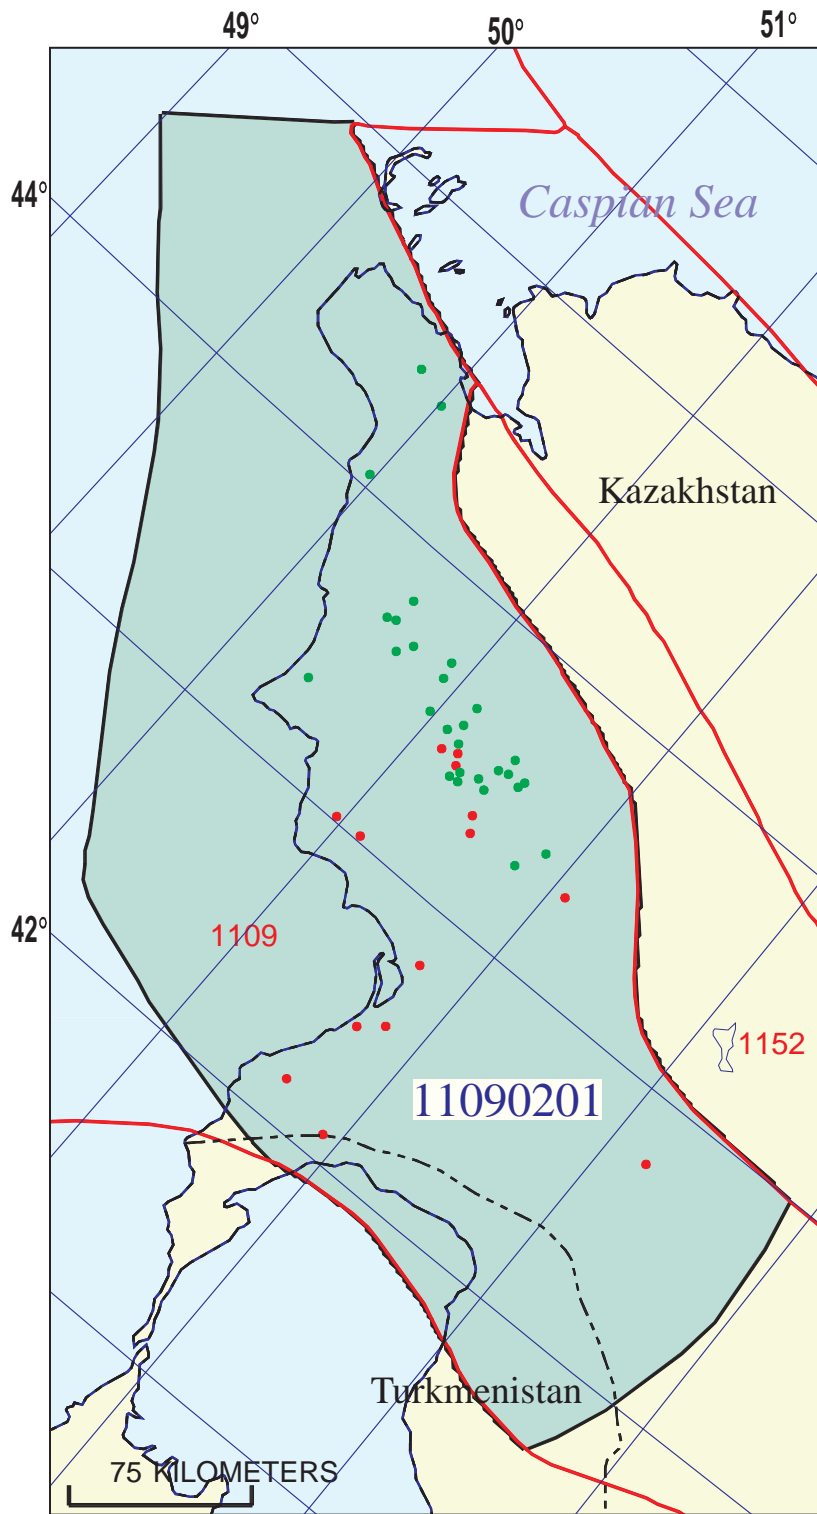 49°
50°
51°
44°
Caspian Sea
Kazakhstan
42°
1109
1152
11090201
Turkmenistan
75 KILOMETERS